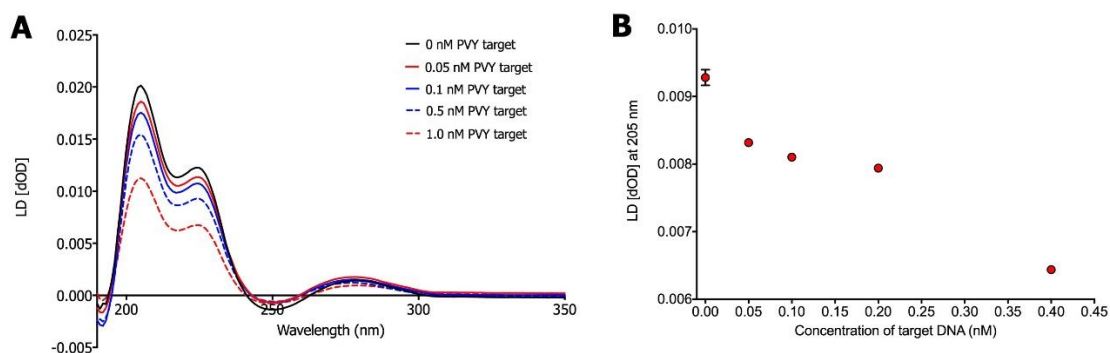 A
0.025
0.020
0.015
0.010
0.005
0.000
-0.005
LD [dOD]
200
250
300
350
Wavelength (nm)
0 nM PVY target
0.05 nM PVY target
0.1 nM PVY target
0.5 nM PVY target
1.0 nM PVY target
B
0.010
0.009
0.008
0.007
0.006
LD [dOD] at 205 nm
0.00 0.05 0.10 0.15 0.20 0.25 0.30 0.35 0.40 0.45
Concentration of target DNA (nM)